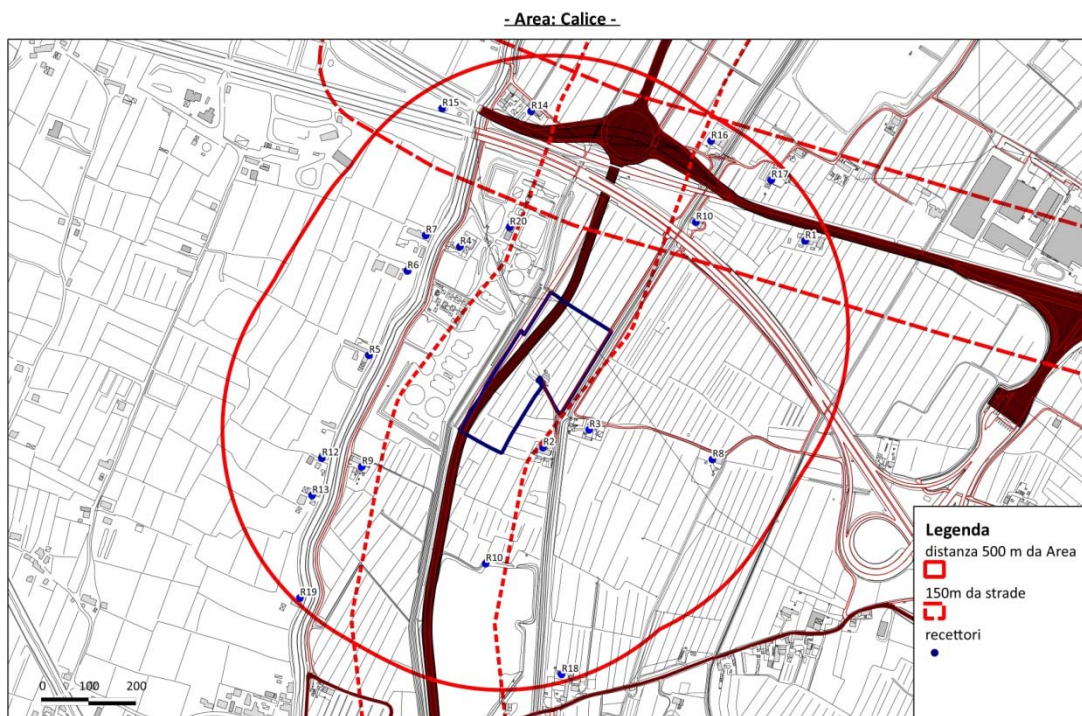 - Area: Calice -
R15
R14
R16
R17
R10
R1
R20
R7
R4
R6
R5
R3
R2
R8
R12
R9
R13
R10
R19
R18
Legenda
distanza 500 m da Area
150m da strade
recettori
0 100 200